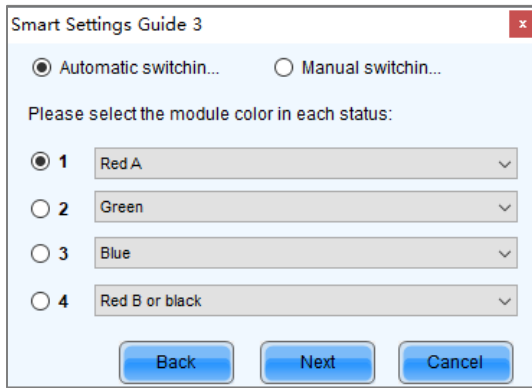 Smart Settings Guide 3
x
Automatic switchin... Manual switchin...
Please select the module color in each status:
1 Red A
2 Green
3 Blue
4 Red B or black
Back Next Cancel